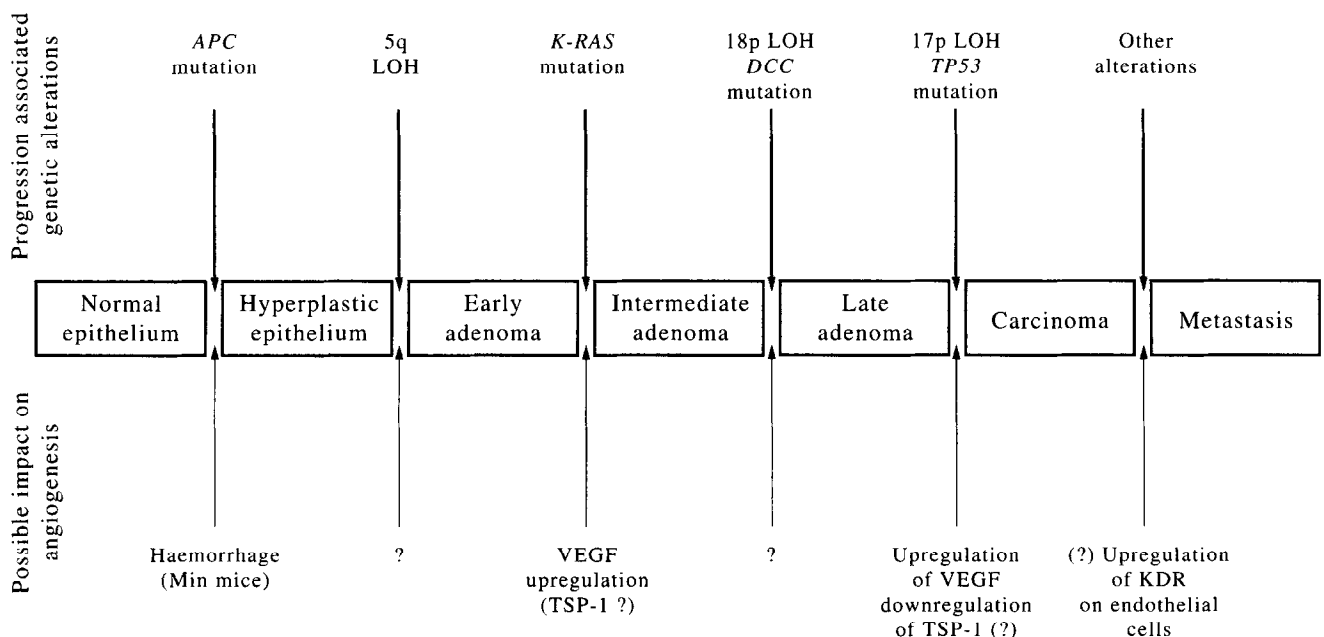 Progression associated
genetic alterations
APC
mutation
5q
LOH
K-RAS
mutation
18p LOH
DCC
mutation
17p LOH
TP53
mutation
Other
alterations
Normal
epithelium
Hyperplastic
epithelium
Early
adenoma
Intermediate
adenoma
Late
adenoma
Carcinoma
Metastasis
Possible impact on
angiogenesis
Haemorrhage
(Min mice)
?
VEGF
upregulation
(TSP-1 ?)
?
Upregulation
of VEGF
downregulation
of TSP-1 (?)
(?) Upregulation
of KDR
on endothelial
cells